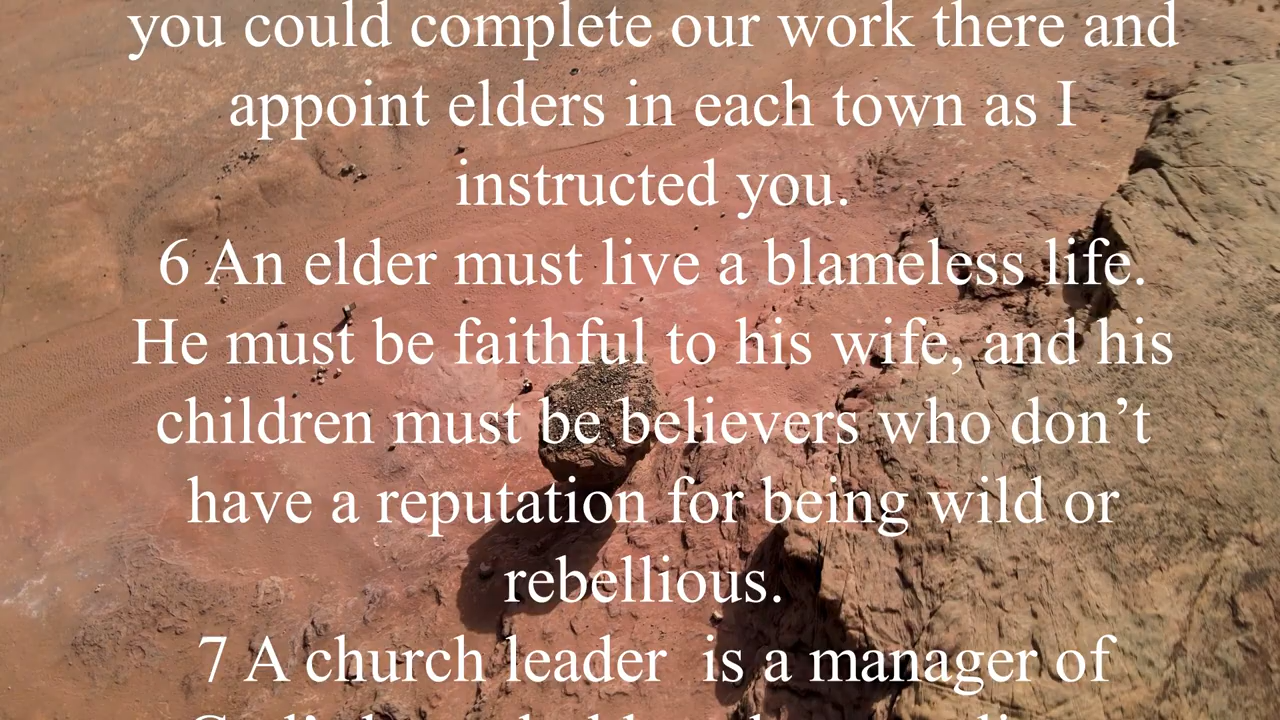 you could complete our work there and
appoint elders in each town as I
instructed you.
6 An elder must live a blameless life.
He must be faithful to his wife, and his
children must be believers who don’t
have a reputation for being wild or
rebellious.
7 A church leader  is a manager of